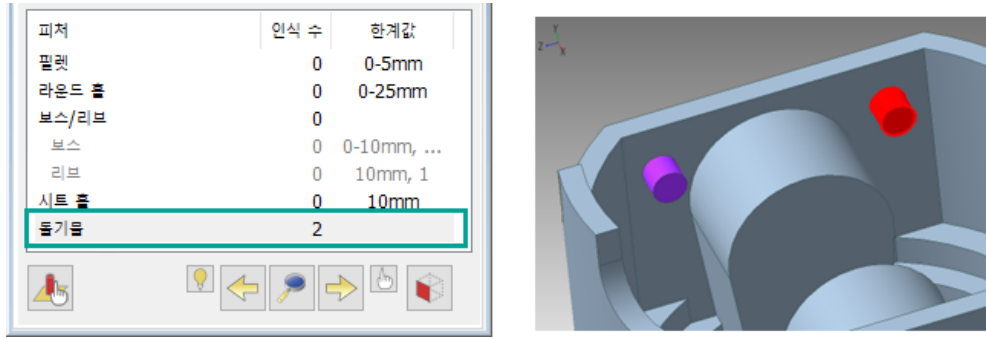 피처 인식 수 한계값
필렛 0 0-5mm
라운드 홀 0 0-25mm
보스/리브 0
보스 0 0-10mm, ...
리브 0 10mm, 1
시트 홀 0 10mm
돌기물 2
Y
Z X